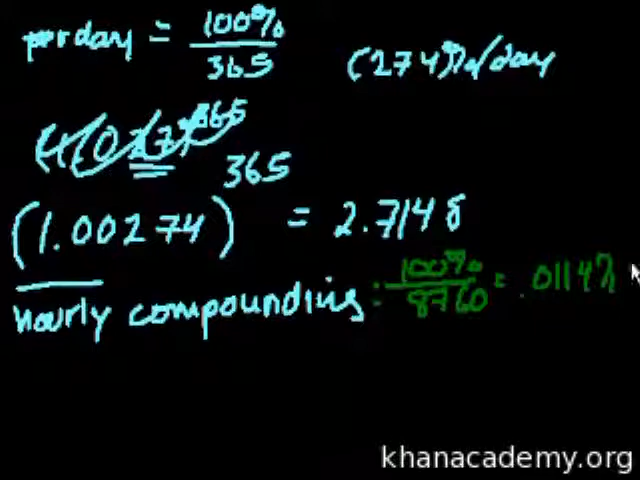 per day = 100% / 365 (.274)%/day
365
(1.00274) = 2.7148
hourly compounding: 100% / 8760 = .0114%
khanacademy.org